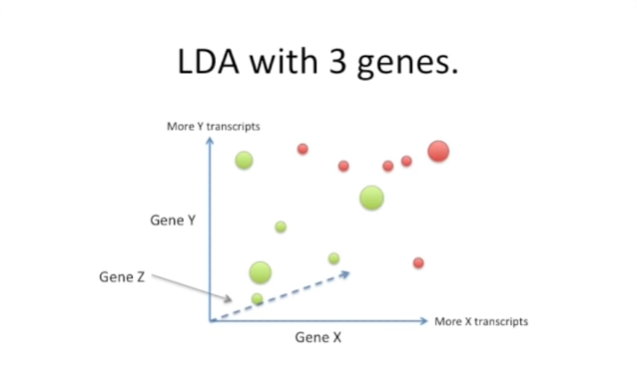 LDA with 3 genes.
More Y transcripts
Gene Y
Gene Z
More X transcripts
Gene X